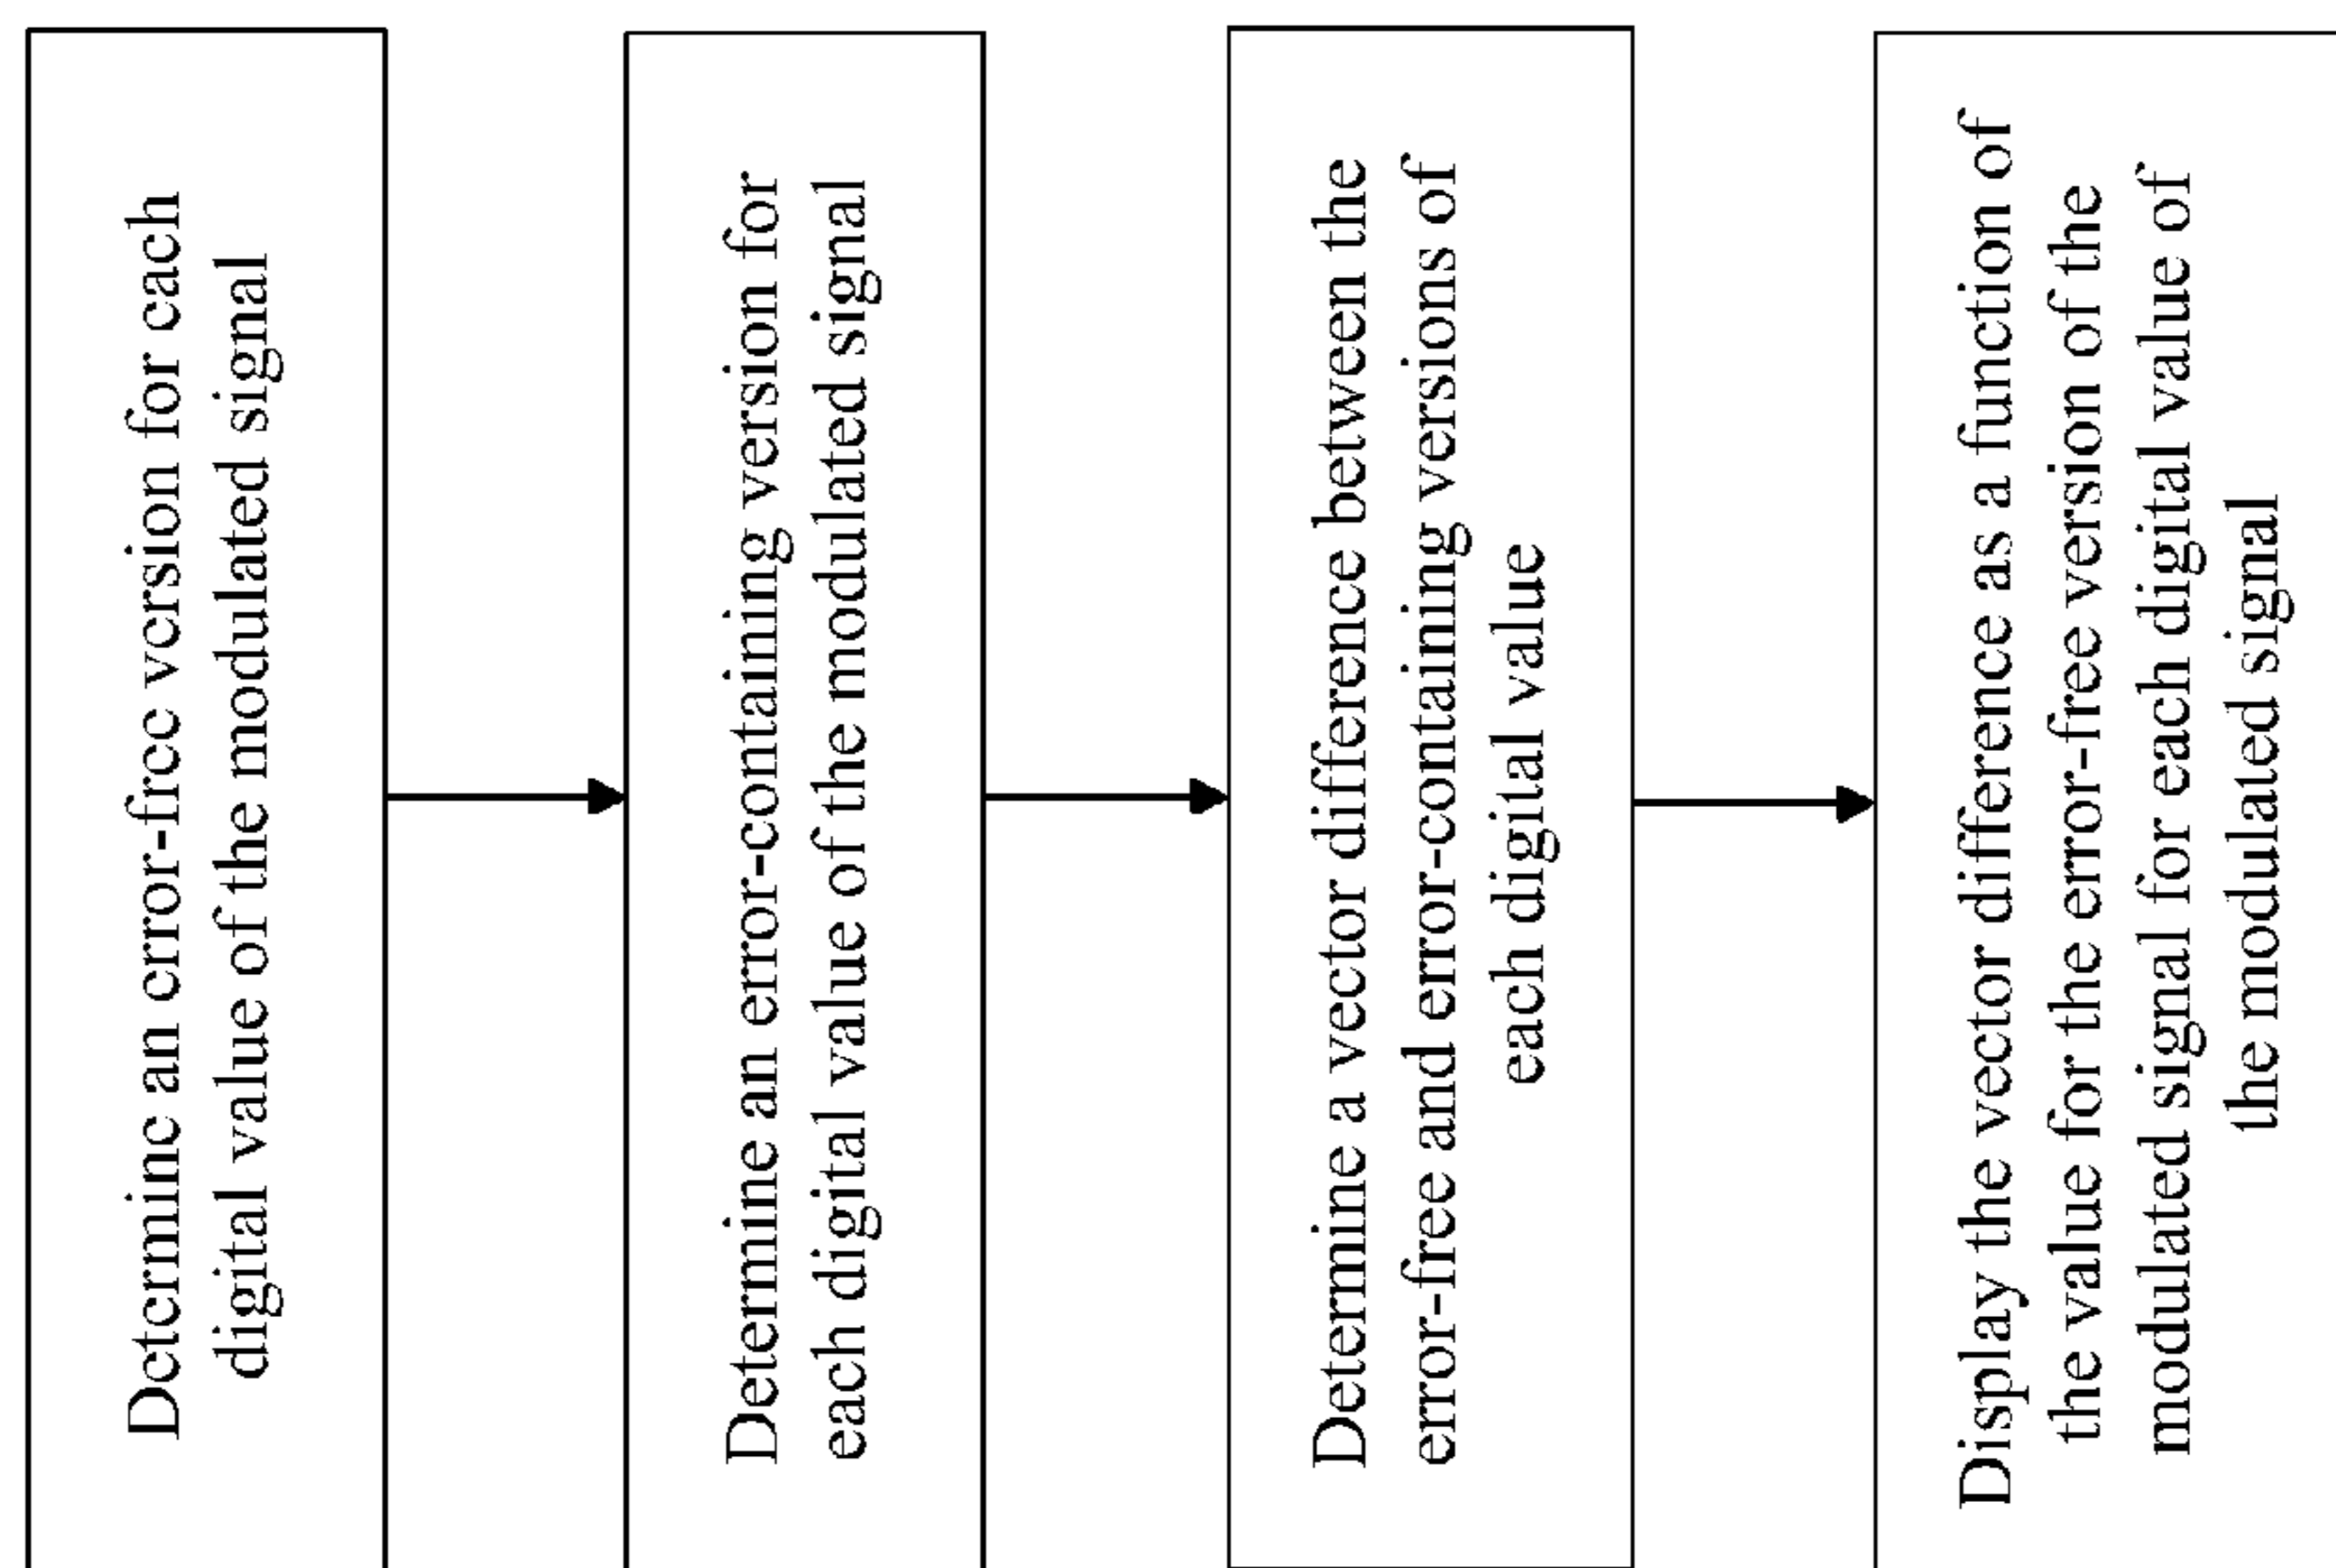 Determine an error-free version for each
digital value of the modulated signal
Determine an error-containing version for
each digital value of the modulated signal
Determine a vector difference between the
error-free and error-containing versions of
each digital value
Display the vector difference as a function of
the value for the error-free version of the
modulated signal for each digital value of
the modulated signal